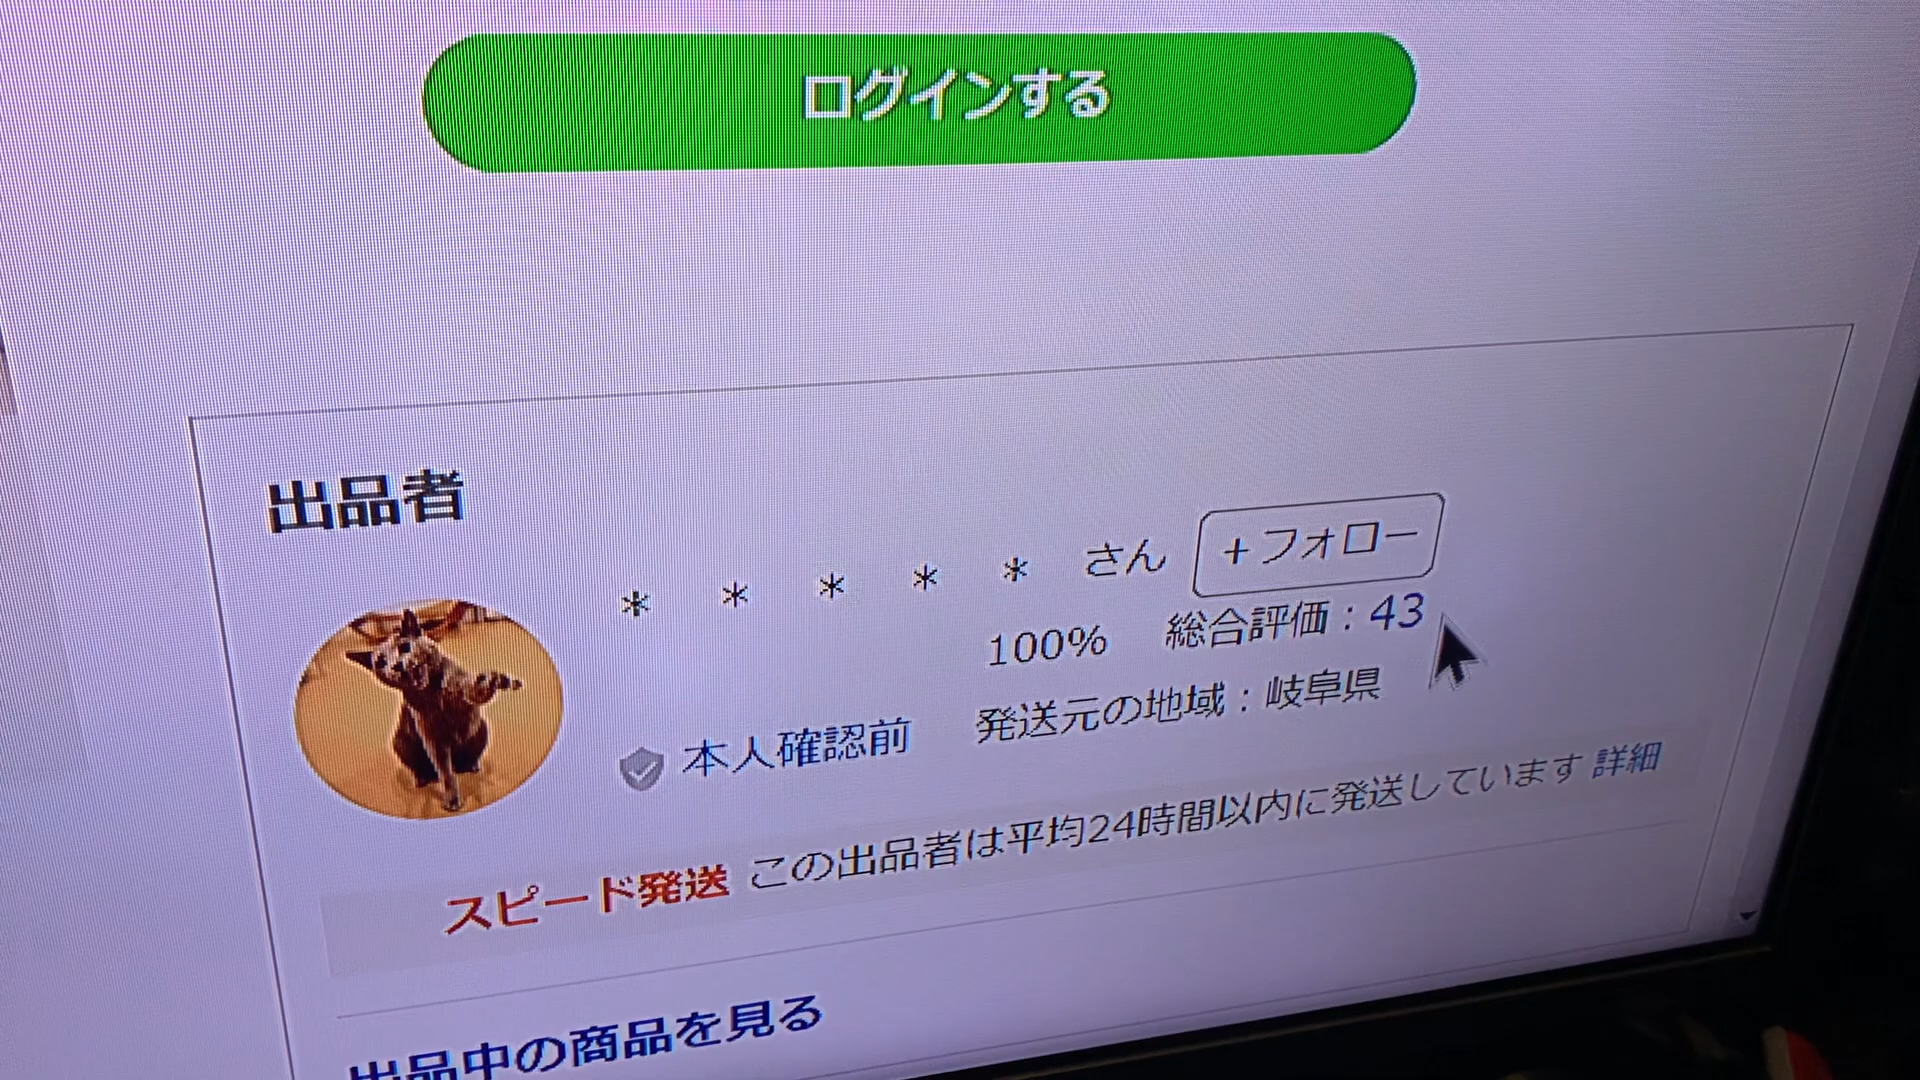 ログインする
出品者
* * * * * さん +フォロー
100% 総合評価:43
本人確認前 発送元の地域:岐阜県
スピード発送 この出品者は平均24時間以内に発送しています 詳細
出品中の商品を見る